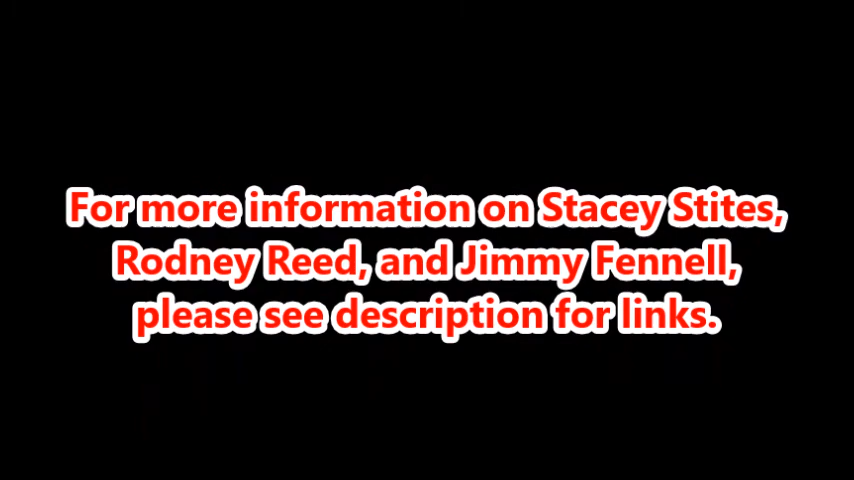 For more information on Stacey Stites,
Rodney Reed, and Jimmy Fennell,
please see description for links.